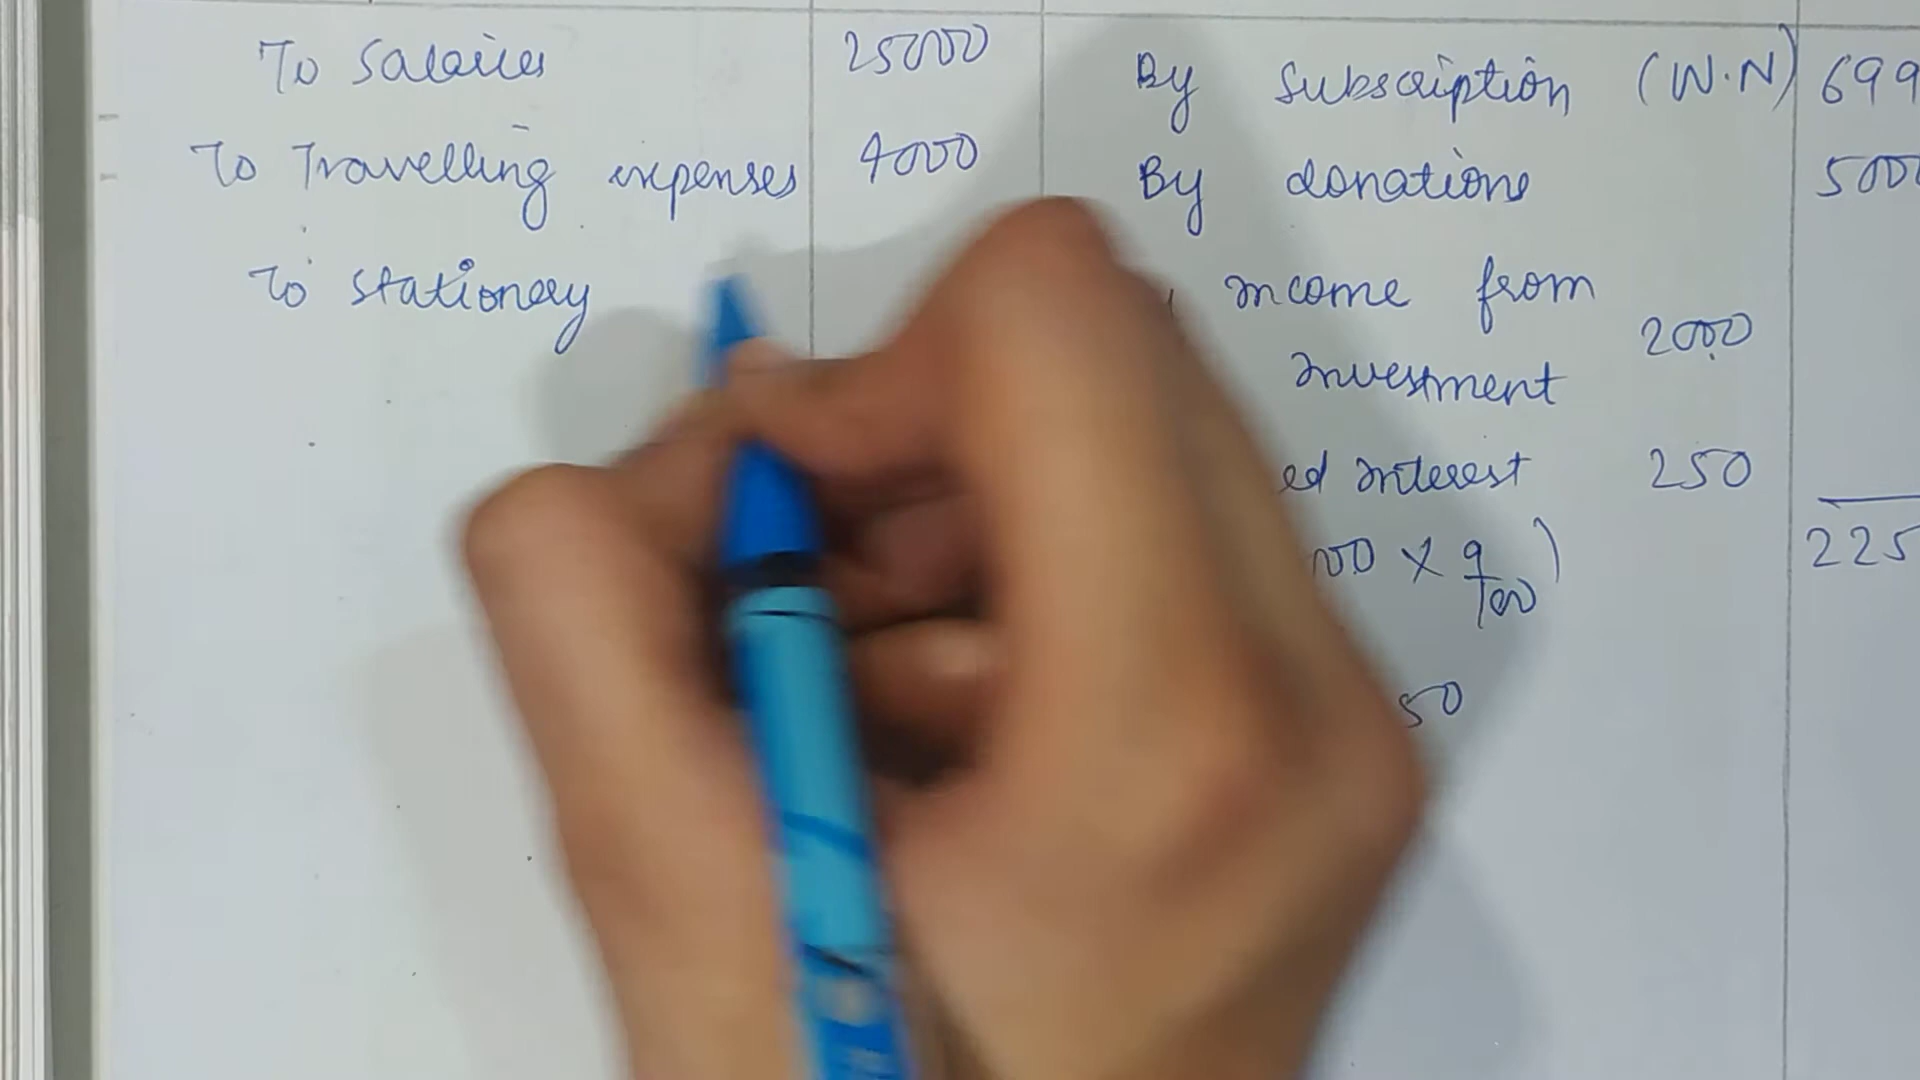 To Salaries 25000
To Travelling expenses 4000
To Stationery
By Subscription (W.N) 699
By donations 500
income from
investment 2000
ed interest 250
00 X 9/100) 225
50